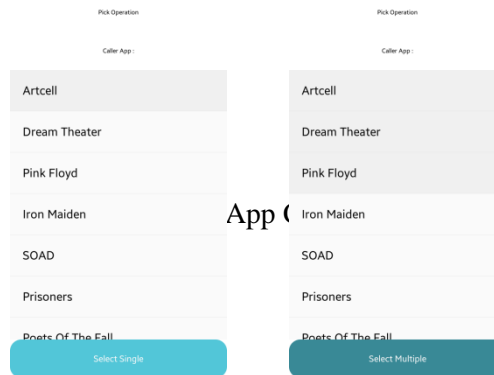 Pick Operation
Caller App :
Artcell
Dream Theater
Pink Floyd
Iron Maiden
SOAD
Prisoners
Poets Of The Fall
Select Single
App
Pick Operation
Caller App :
Artcell
Dream Theater
Pink Floyd
Iron Maiden
SOAD
Prisoners
Poets Of The Fall
Select Multiple